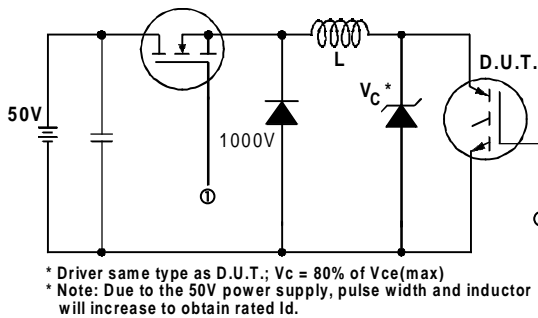 L
D.U.T.
VC *
50V
1000V
①
* Driver same type as D.U.T.; Vc = 80% of Vce(max)
* Note: Due to the 50V power supply, pulse width and inductor
will increase to obtain rated Id.